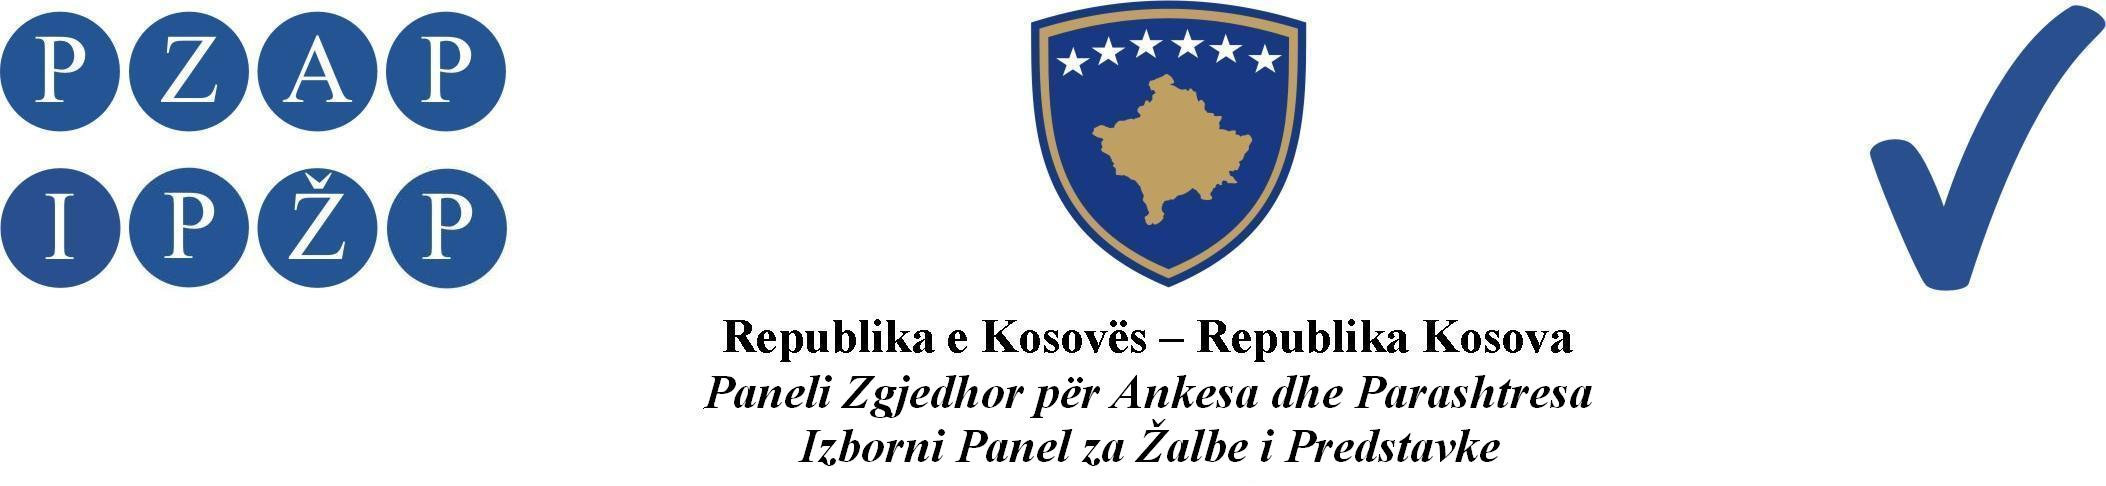 PZAP
IPŽP
Republika e Kosovës – Republika Kosova
Paneli Zgjedhor për Ankesa dhe Parashtresa
Izborni Panel za Žalbe i Predstavke